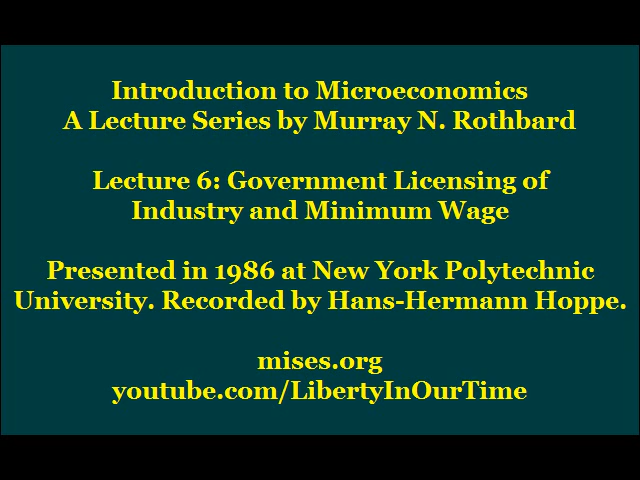 Introduction to Microeconomics
A Lecture Series by Murray N. Rothbard
Lecture 6: Government Licensing of
Industry and Minimum Wage
Presented in 1986 at New York Polytechnic
University. Recorded by Hans-Hermann Hoppe.
mises.org
youtube.com/LibertyInOurTime